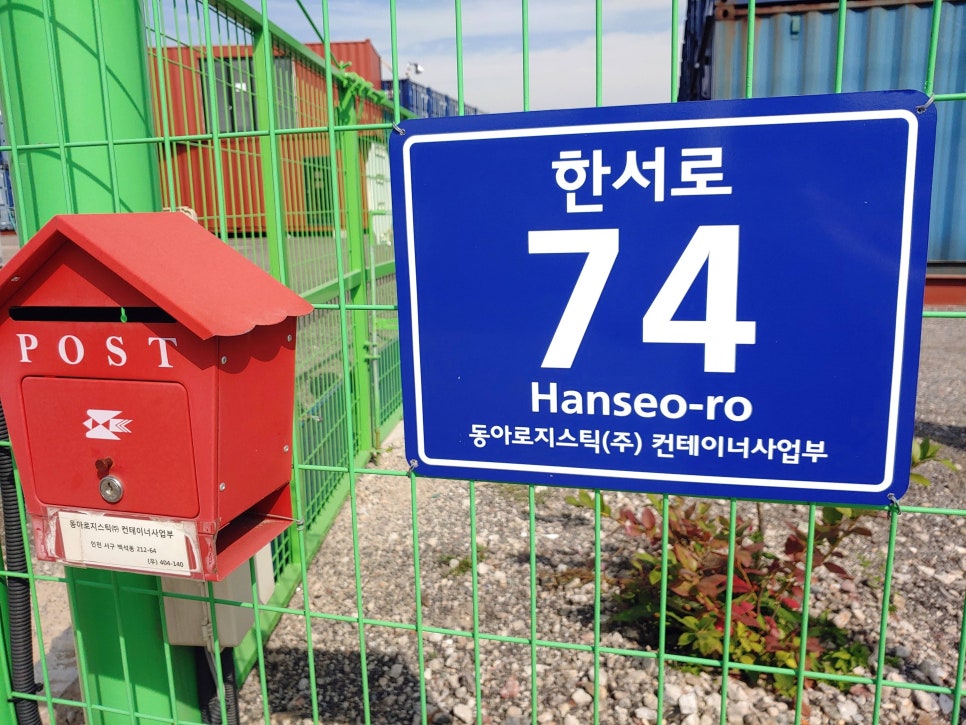 한서로
74
Hanseo-ro
동아로지스틱(주) 컨테이너사업부
POST
동아로지스틱㈜ 컨테이너사업부
인천 서구 백석동 212-64
(우) 404-140